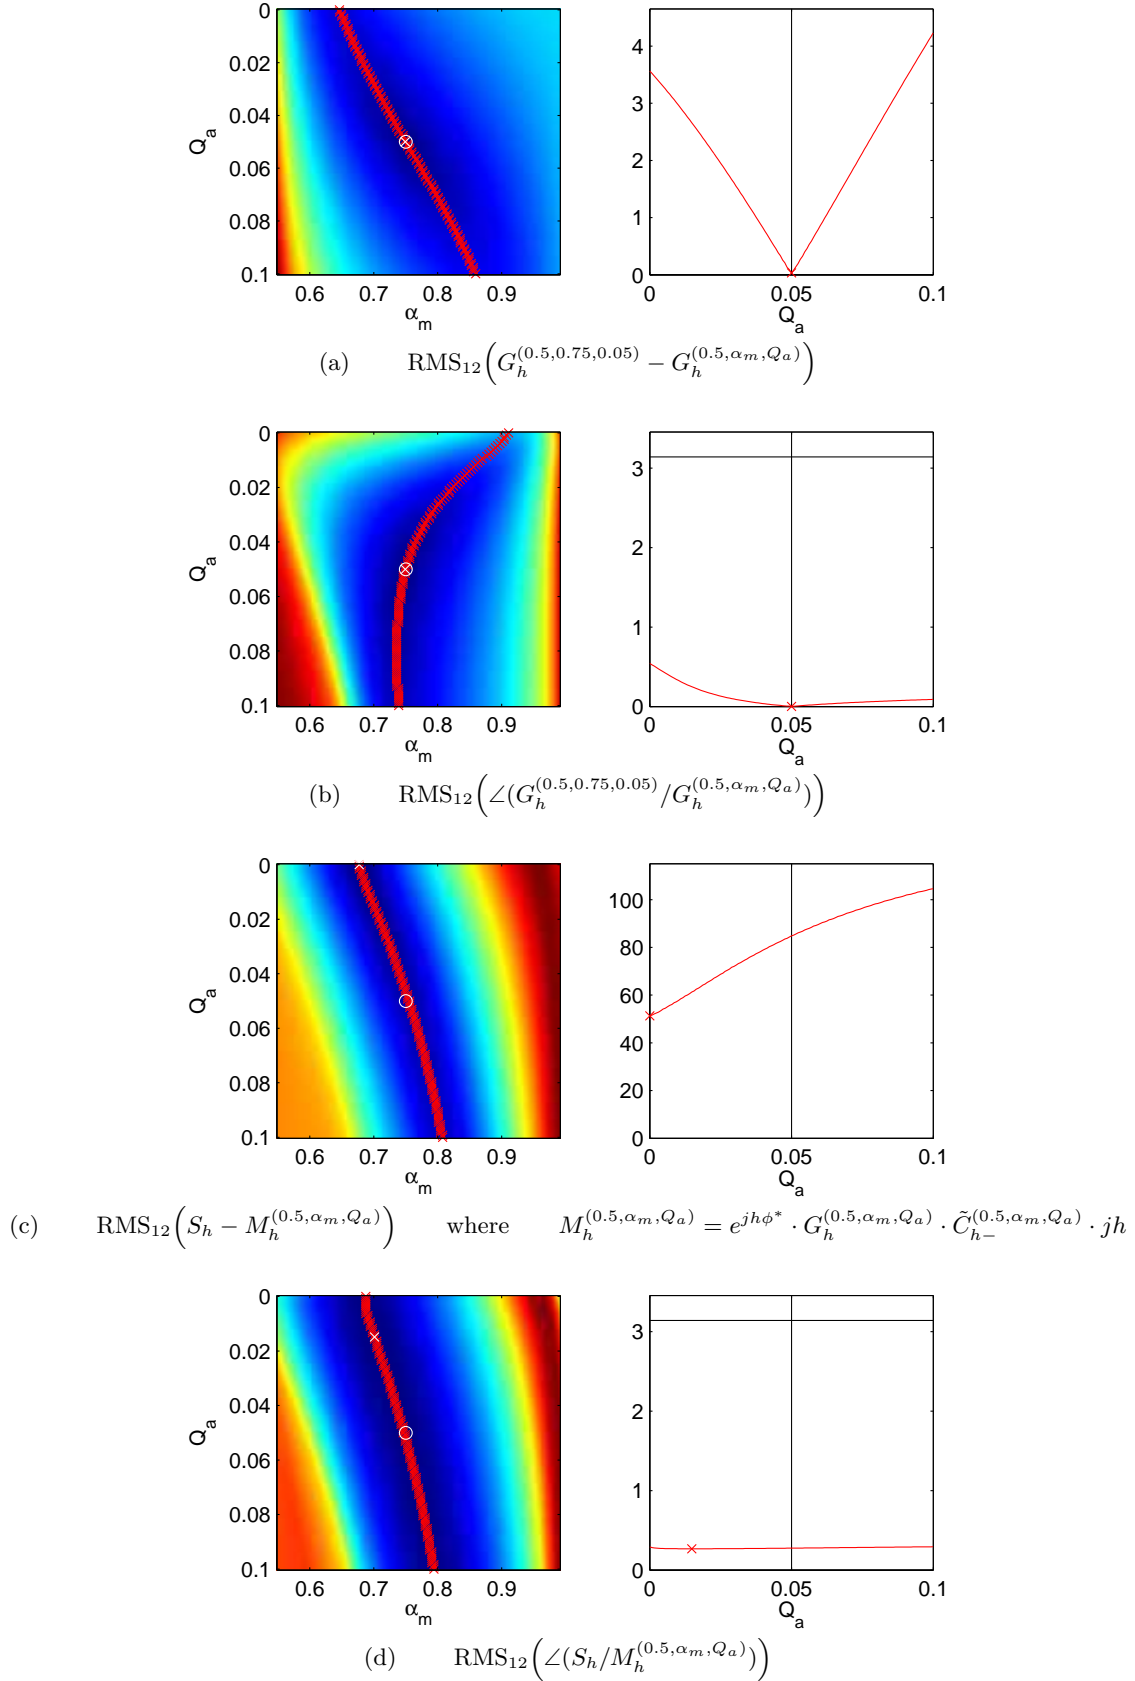 0
0.02
0.04
0.06
0.08
0.1
Q_a
0.6 0.7 0.8 0.9
α_m
4
3
2
1
0
0 0.05 0.1
Q_a
(a) RMS_{12}(G_h^{(0.5,0.75,0.05)} − G_h^{(0.5,α_m,Q_a)})
0
0.02
0.04
0.06
0.08
0.1
Q_a
0.6 0.7 0.8 0.9
α_m
3
2
1
0
0 0.05 0.1
Q_a
(b) RMS_{12}(∠(G_h^{(0.5,0.75,0.05)}/G_h^{(0.5,α_m,Q_a)}))
0
0.02
0.04
0.06
0.08
0.1
Q_a
0.6 0.7 0.8 0.9
α_m
100
80
60
40
20
0
0 0.05 0.1
Q_a
(c) RMS_{12}(S_h − M_h^{(0.5,α_m,Q_a)}) where M_h^{(0.5,α_m,Q_a)} = e^{jhϕ*} · G_h^{(0.5,α_m,Q_a)} · C̃_{h−}^{(0.5,α_m,Q_a)} · jh
0
0.02
0.04
0.06
0.08
0.1
Q_a
0.6 0.7 0.8 0.9
α_m
3
2
1
0
0 0.05 0.1
Q_a
(d) RMS_{12}(∠(S_h/M_h^{(0.5,α_m,Q_a)}))